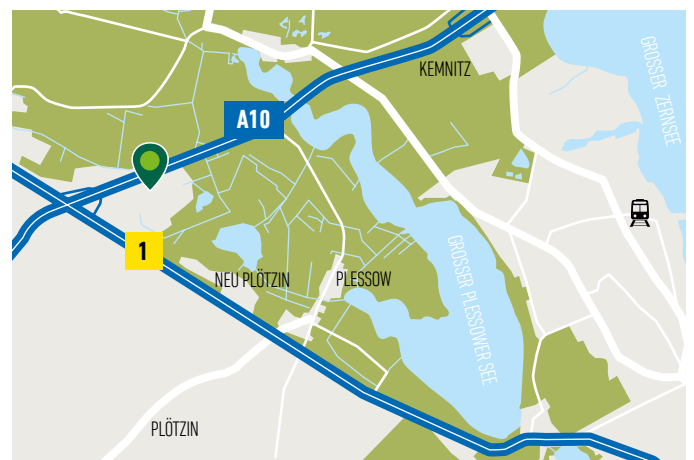 KEMNITZ
GROSSER ZERNSEE
A10
1
NEU PLÖTZIN
PLESSOW
GROSSER PLESSOWER SEE
PLÖTZIN